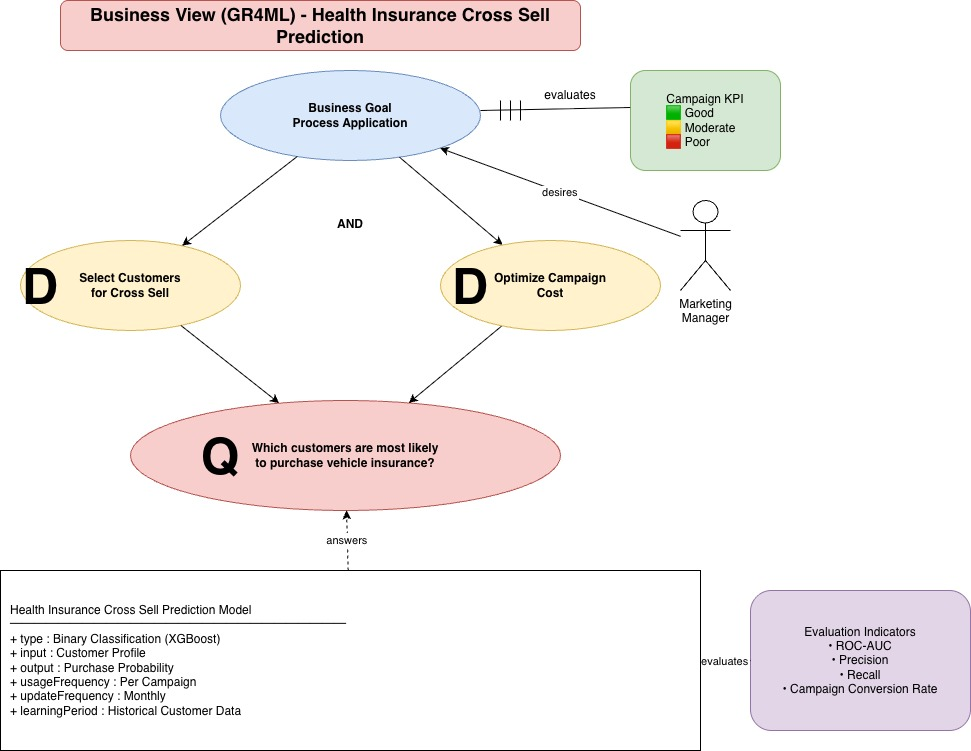 Business View (GR4ML) - Health Insurance Cross Sell
Prediction
Business Goal
Process Application
evaluates
Campaign KPI
Good
Moderate
Poor
desires
AND
D
Select Customers
for Cross Sell
D
Optimize Campaign
Cost
Marketing
Manager
Q
Which customers are most likely
to purchase vehicle insurance?
answers
Health Insurance Cross Sell Prediction Model
+ type : Binary Classification (XGBoost)
+ input : Customer Profile
+ output : Purchase Probability
+ usageFrequency : Per Campaign
+ updateFrequency : Monthly
+ learningPeriod : Historical Customer Data
evaluates
Evaluation Indicators
• ROC-AUC
• Precision
• Recall
• Campaign Conversion Rate